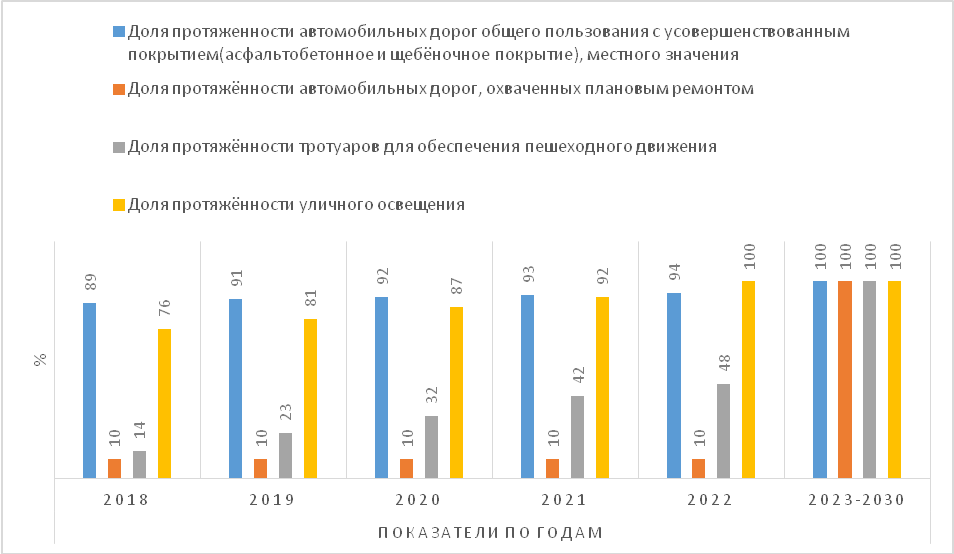 Доля протяженности автомобильных дорог общего пользования с усовершенствованным
покрытием(асфальтобетонное и щебёночное покрытие), местного значения
Доля протяжённости автомобильных дорог, охваченных плановым ремонтом
Доля протяжённости тротуаров для обеспечения пешеходного движения
Доля протяжённости уличного освещения
%
89 10 14 76
91 10 23 81
92 10 32 87
93 10 42 92
94 10 48 100
100 100 100 100
2018 2019 2020 2021 2022 2023-2030
ПОКАЗАТЕЛИ ПО ГОДАМ